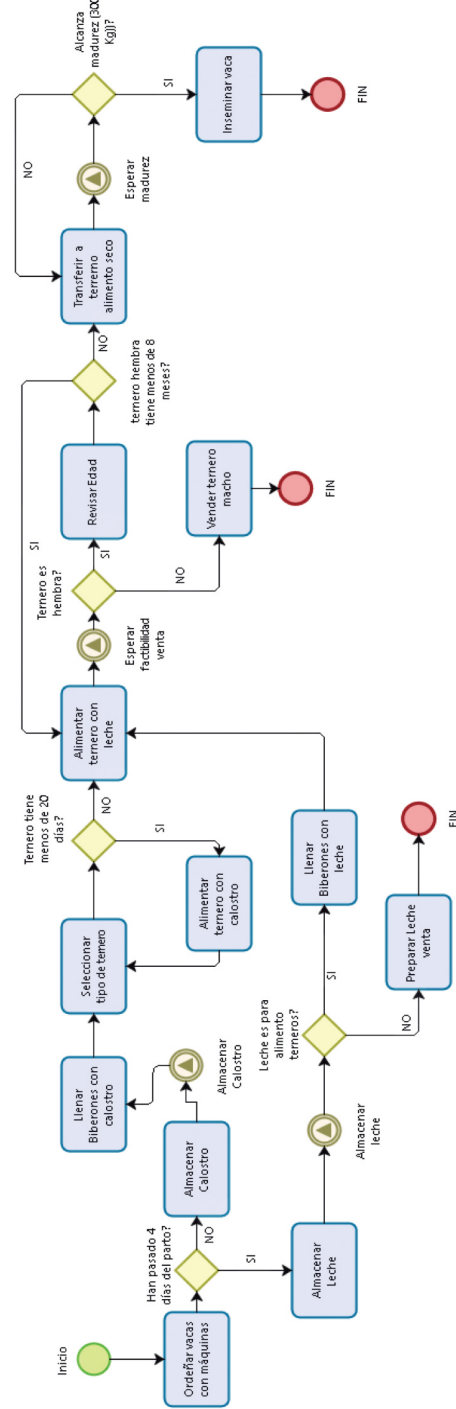 Inicio
Ordeñar vacas
con máquinas
Han pasado 4
días del parto?
NO
SI
Almacenar
Calostro
Almacenar
Calostro
Llenar
Biberones con
calostro
Seleccionar
tipo de ternero
Ternero tiene
menos de 20
días?
SI
NO
Alimentar
ternero con
calostro
Almacenar
Leche
Almacenar
leche
Leche es para
alimento
terneros?
SI
NO
Llenar
Biberones con
leche
Preparar Leche
venta
FIN
Alimentar
ternero con
leche
Esperar
factibilidad
venta
Ternero es
hembra?
SI
NO
Vender ternero
macho
FIN
Revisar Edad
ternero hembra
tiene menos de 8
meses?
SI
NO
Transferir a
terrerno
alimento seco
Esperar
madurez
Alcanza
madurez (300
Kg))?
NO
SI
Inseminar vaca
FIN